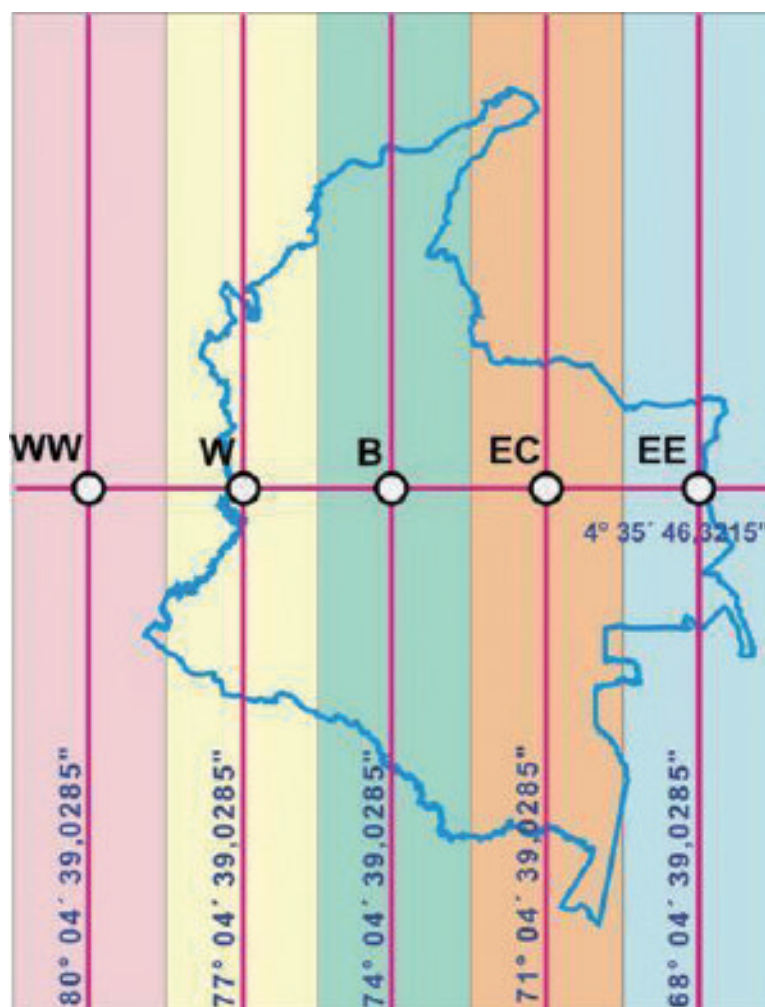 WW
W
B
EC
EE
4° 35´ 46,3215"
80° 04´ 39,0285"
77° 04´ 39,0285"
74° 04´ 39,0285"
71° 04´ 39,0285"
68° 04´ 39,0285"